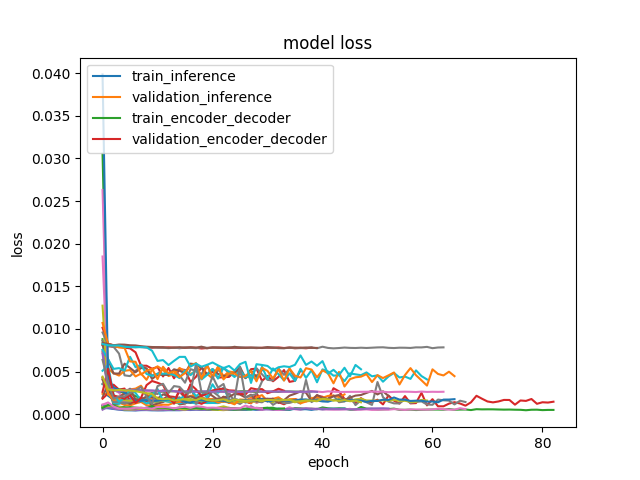 model loss
train_inference
validation_inference
train_encoder_decoder
validation_encoder_decoder
loss
0.040
0.035
0.030
0.025
0.020
0.015
0.010
0.005
0.000
0 20 40 60 80
epoch